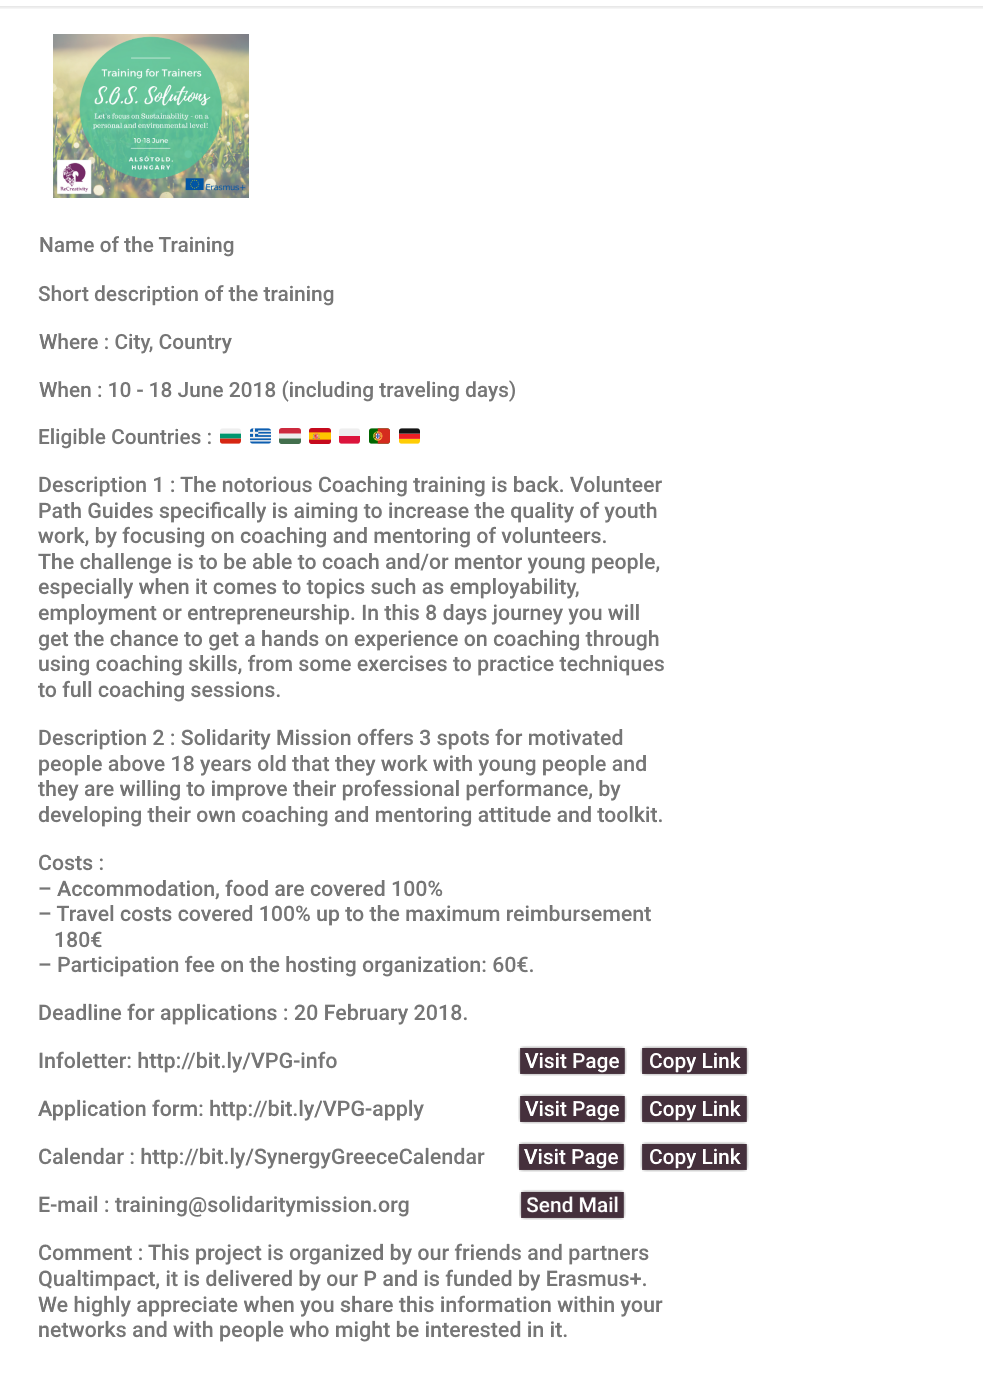 Training for Trainers
S.O.S. Solutions
Let's focus on Sustainability - on a
personal and environmental level!
10-18 June
ALSÓTOLD,
HUNGARY
ReCreativity
Erasmus+
Name of the Training
Short description of the training
Where : City, Country
When : 10 - 18 June 2018 (including traveling days)
Eligible Countries :
Description 1 : The notorious Coaching training is back. Volunteer
Path Guides specifically is aiming to increase the quality of youth
work, by focusing on coaching and mentoring of volunteers.
The challenge is to be able to coach and/or mentor young people,
especially when it comes to topics such as employability,
employment or entrepreneurship. In this 8 days journey you will
get the chance to get a hands on experience on coaching through
using coaching skills, from some exercises to practice techniques
to full coaching sessions.
Description 2 : Solidarity Mission offers 3 spots for motivated
people above 18 years old that they work with young people and
they are willing to improve their professional performance, by
developing their own coaching and mentoring attitude and toolkit.
Costs :
– Accommodation, food are covered 100%
– Travel costs covered 100% up to the maximum reimbursement
180€
– Participation fee on the hosting organization: 60€.
Deadline for applications : 20 February 2018.
Infoletter: http://bit.ly/VPG-info Visit Page Copy Link
Application form: http://bit.ly/VPG-apply Visit Page Copy Link
Calendar : http://bit.ly/SynergyGreeceCalendar Visit Page Copy Link
E-mail : training@solidaritymission.org Send Mail
Comment : This project is organized by our friends and partners
Qualtimpact, it is delivered by our P and is funded by Erasmus+.
We highly appreciate when you share this information within your
networks and with people who might be interested in it.